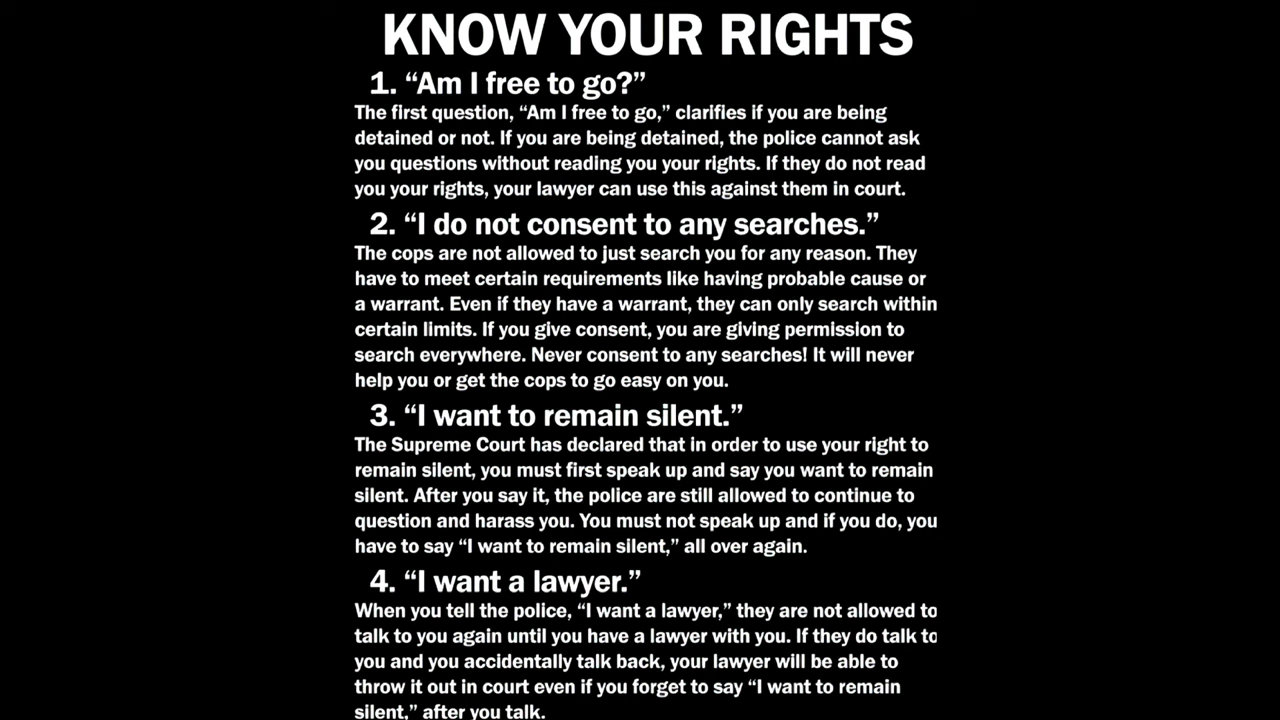 KNOW YOUR RIGHTS
1. “Am I free to go?”
The first question, “Am I free to go,” clarifies if you are being
detained or not. If you are being detained, the police cannot ask
you questions without reading you your rights. If they do not read
you your rights, your lawyer can use this against them in court.
2. “I do not consent to any searches.”
The cops are not allowed to just search you for any reason. They
have to meet certain requirements like having probable cause or
a warrant. Even if they have a warrant, they can only search within
certain limits. If you give consent, you are giving permission to
search everywhere. Never consent to any searches! It will never
help you or get the cops to go easy on you.
3. “I want to remain silent.”
The Supreme Court has declared that in order to use your right to
remain silent, you must first speak up and say you want to remain
silent. After you say it, the police are still allowed to continue to
question and harass you. You must not speak up and if you do, you
have to say “I want to remain silent,” all over again.
4. “I want a lawyer.”
When you tell the police, “I want a lawyer,” they are not allowed to
talk to you again until you have a lawyer with you. If they do talk to
you and you accidentally talk back, your lawyer will be able to
throw it out in court even if you forget to say “I want to remain
silent,” after you talk.